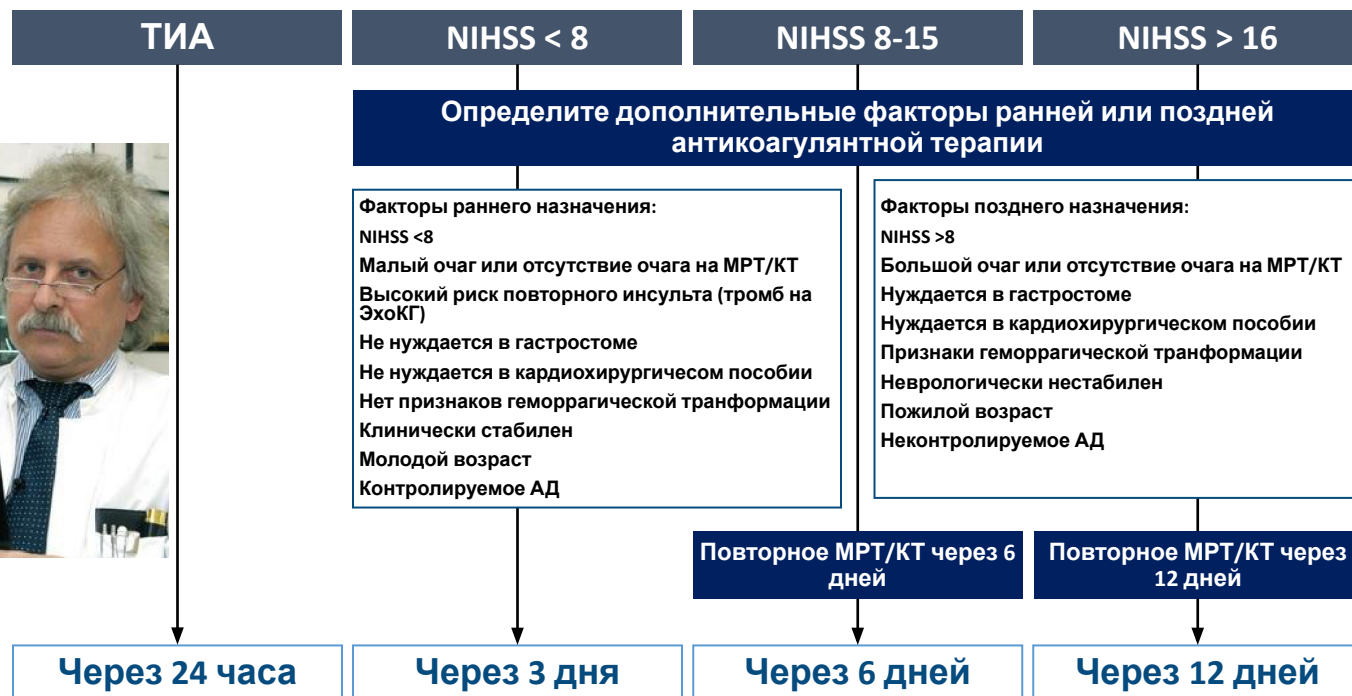 ТИА
NIHSS < 8
NIHSS 8-15
NIHSS > 16
Определите дополнительные факторы ранней или поздней
антикоагулянтной терапии
Факторы раннего назначения:
NIHSS <8
Малый очаг или отсутствие очага на МРТ/КТ
Высокий риск повторного инсульта (тромб на
ЭхоКГ)
Не нуждается в гастростоме
Не нуждается в кардиохирургичесом пособии
Нет признаков геморрагической транформации
Клинически стабилен
Молодой возраст
Контролируемое АД
Факторы позднего назначения:
NIHSS >8
Большой очаг или отсутствие очага на МРТ/КТ
Нуждается в гастростоме
Нуждается в кардиохирургическом пособии
Признаки геморрагической транформации
Неврологически нестабилен
Пожилой возраст
Неконтролируемое АД
Повторное МРТ/КТ через 6
дней
Повторное МРТ/КТ через
12 дней
Через 24 часа
Через 3 дня
Через 6 дней
Через 12 дней